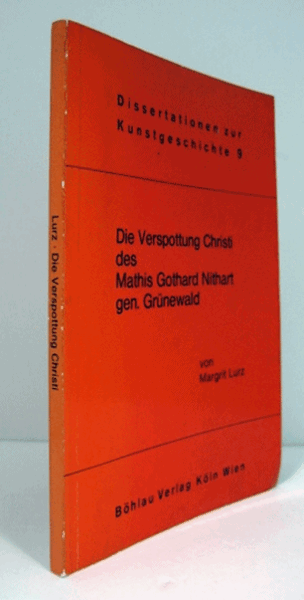 Dissertationen zur
Kunstgeschichte 9
Die Verspottung Christi
des
Mathis Gothard Nithart
gen. Grünewald
von
Margrit Lurz
Böhlau Verlag Köln Wien
Lurz · Die Verspottung Christi